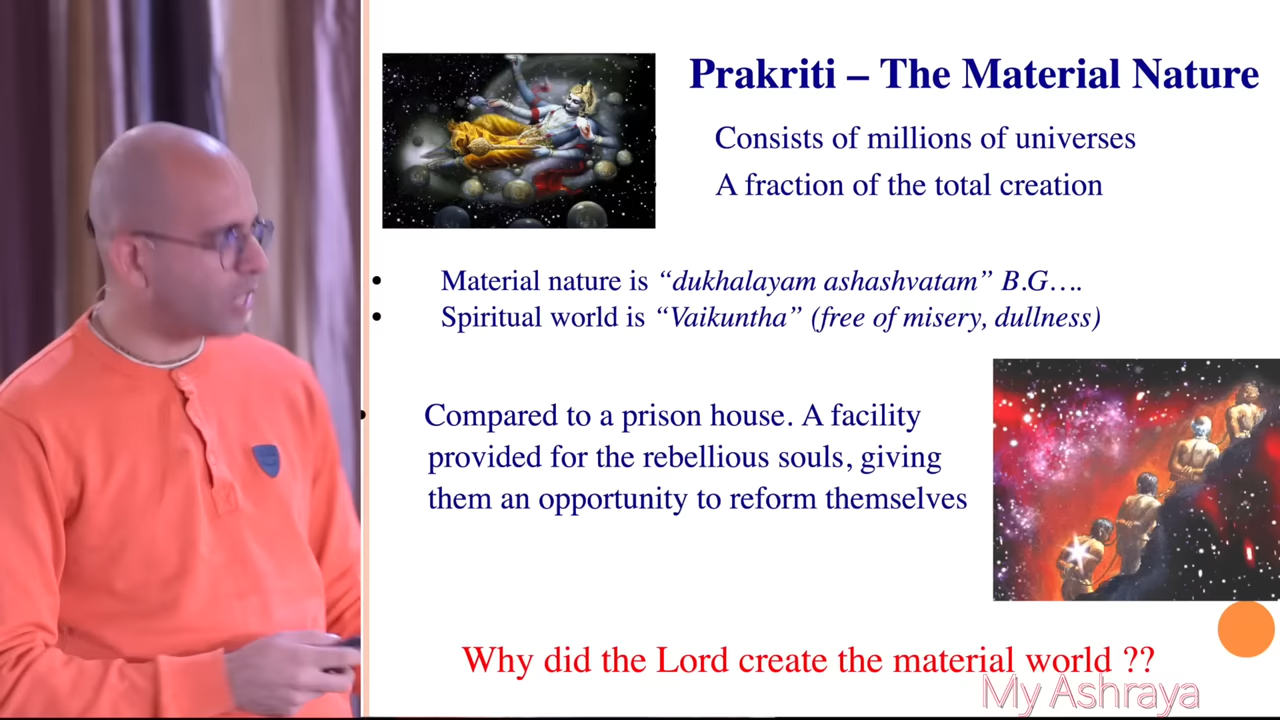 Prakriti – The Material Nature
Consists of millions of universes
A fraction of the total creation
• Material nature is “dukhalayam ashashvatam” B.G….
• Spiritual world is “Vaikuntha” (free of misery, dullness)
• Compared to a prison house. A facility
provided for the rebellious souls, giving
them an opportunity to reform themselves
Why did the Lord create the material world ??
My Ashraya